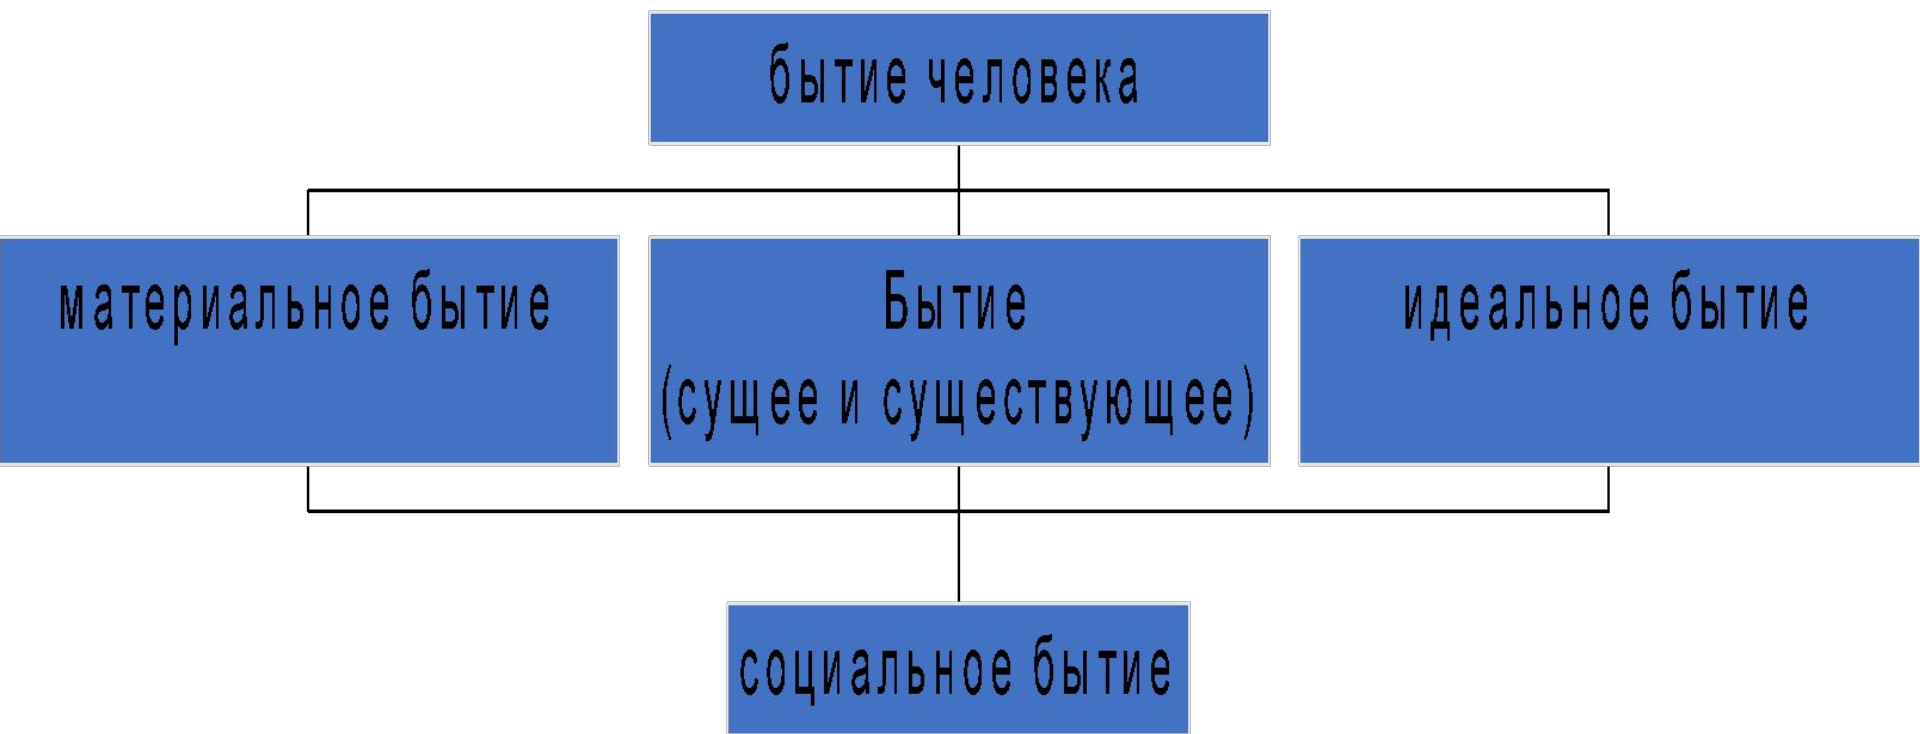 бытие человека
материальное бытие
Бытие
(сущее и существующее)
идеальное бытие
социальное бытие